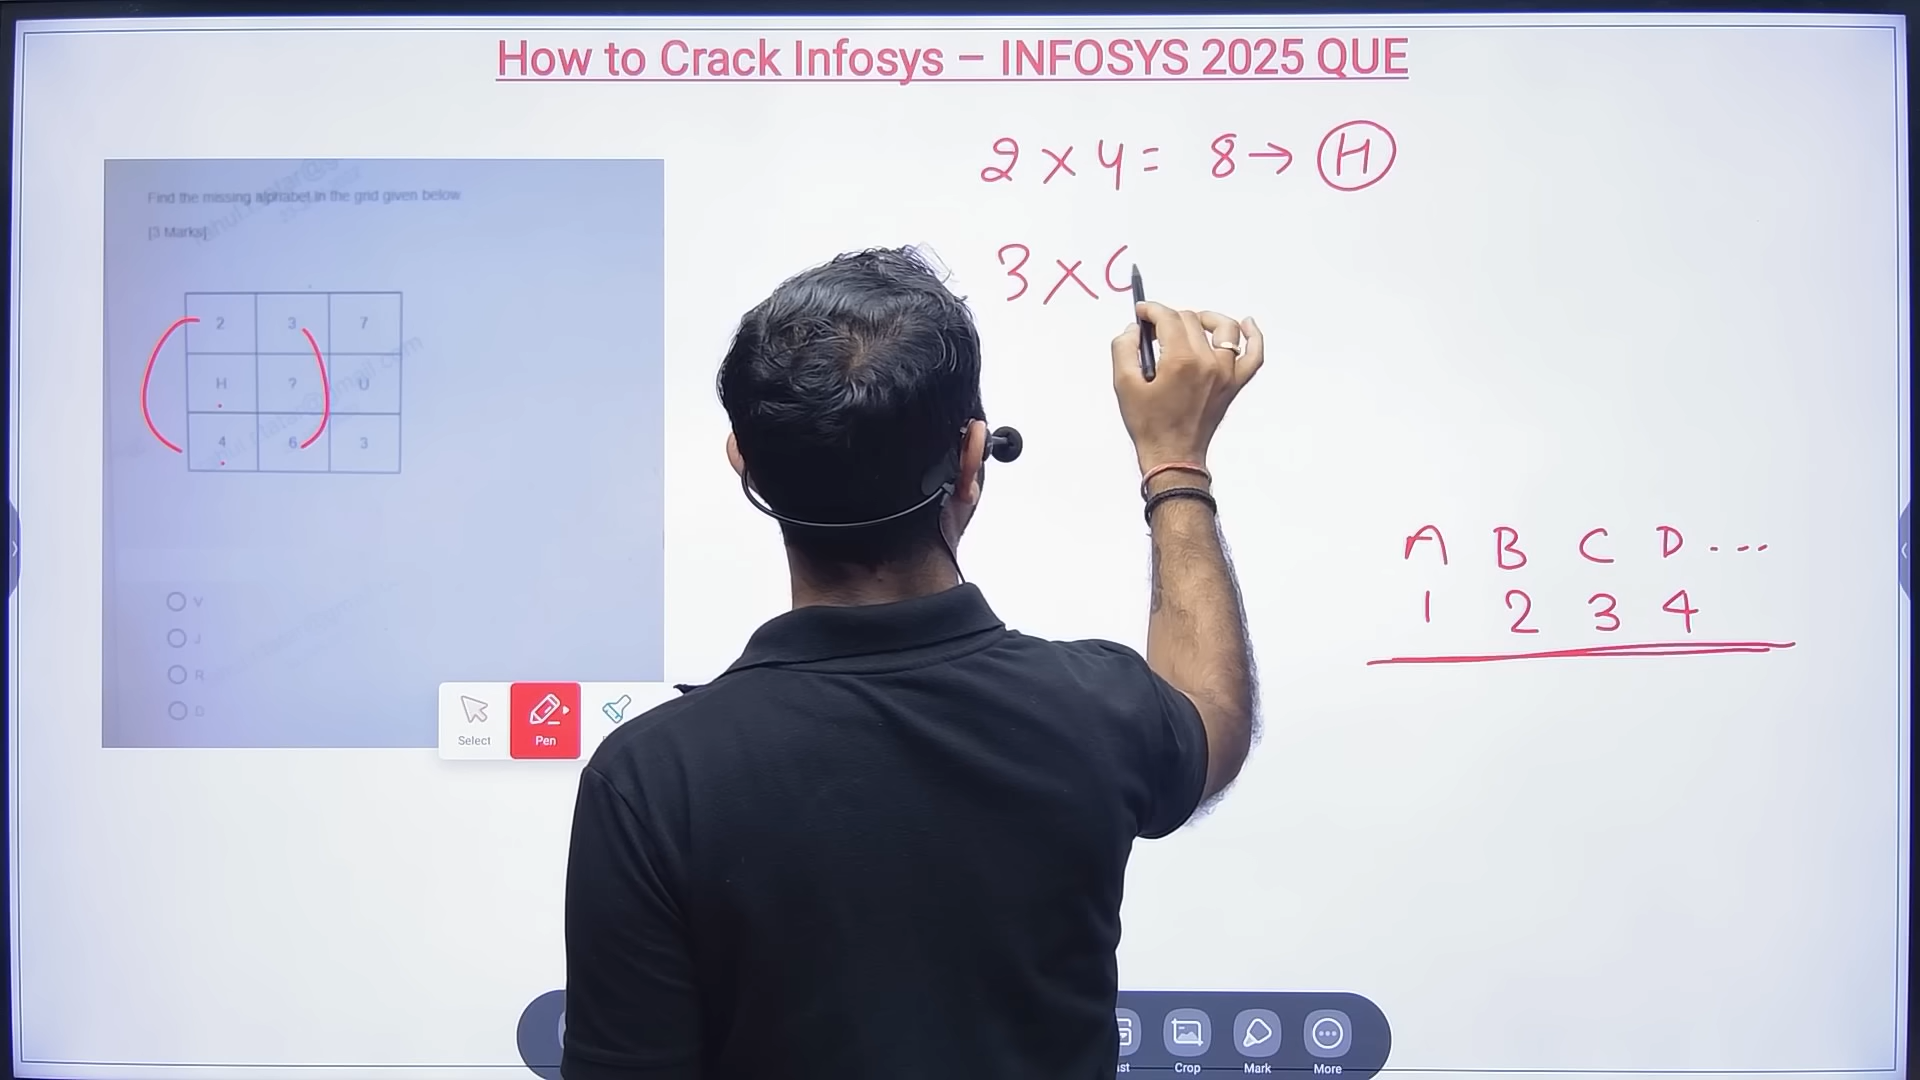 How to Crack Infosys – INFOSYS 2025 QUE
2 × 4 = 8 → H
3 ×
Find the missing alphabet in the grid given below
[3 Marks]
2 3 7
H ? U
4 6 3
V
J
R
D
Select
Pen
A B C D ....
1 2 3 4
Crop
Mark
More